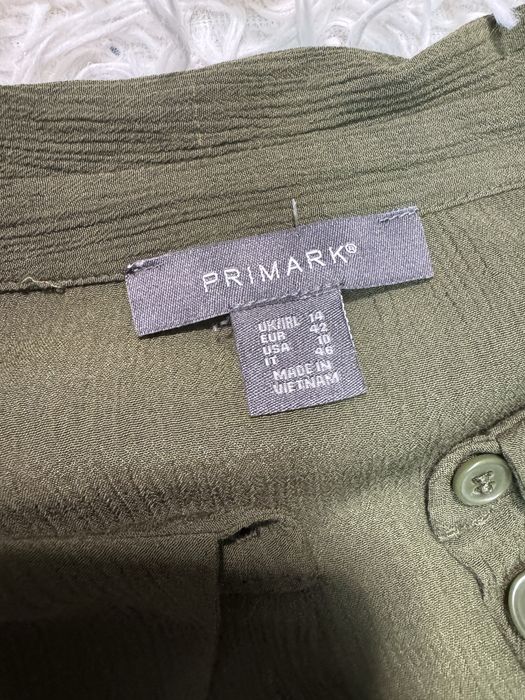 PRIMARK®
UK/IRL 14
EUR 42
USA 10
IT 46
MADE IN
VIETNAM